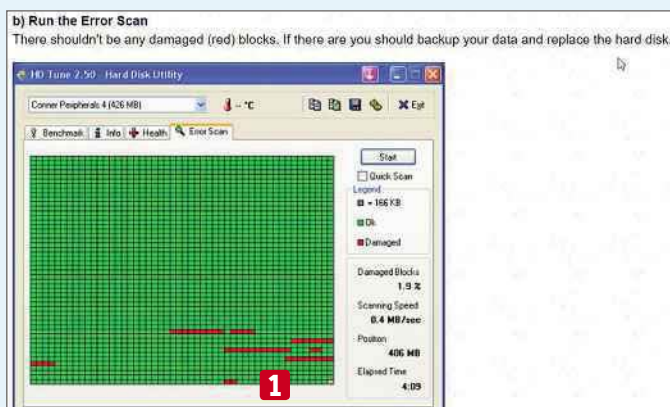 b) Run the Error Scan
There shouldn't be any damaged (red) blocks. If there are you should backup your data and replace the hard disk.
HD Tune 2.50 - Hard Disk Utility
Conner Peripherals 4 (426 MB)
-- °C
Exit
Benchmark Info Health Error Scan
Start
Quick Scan
Legend
= 166 KB
Ok
Damaged
Damaged Blocks
1.9 %
Scanning Speed
0.4 MB/sec
Position
406 MB
Elapsed Time
4:09
1